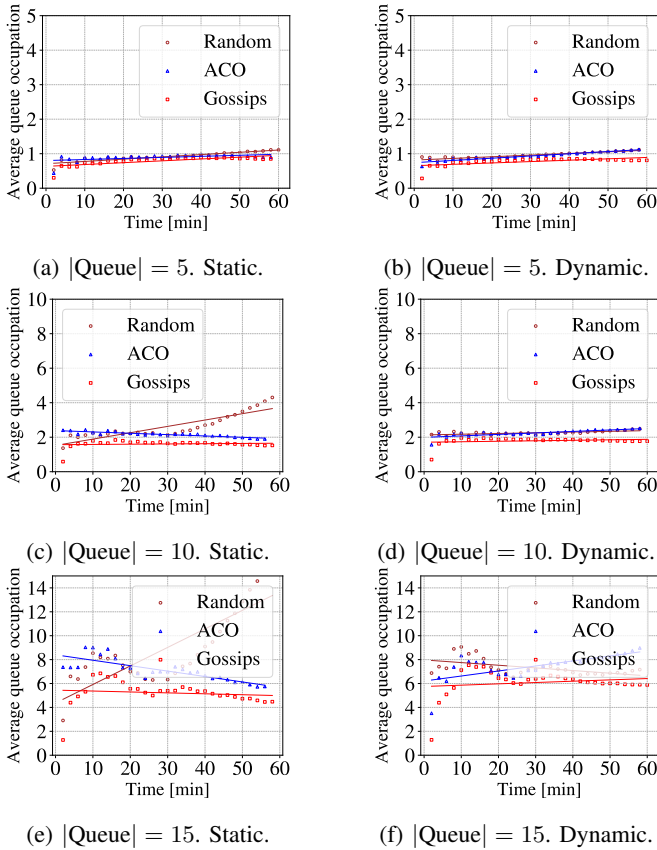 Average queue occupation
5
4
3
2
1
0
Random
ACO
Gossips
0 10 20 30 40 50 60
Time [min]
(a) |Queue| = 5. Static.
Average queue occupation
5
4
3
2
1
0
Random
ACO
Gossips
0 10 20 30 40 50 60
Time [min]
(b) |Queue| = 5. Dynamic.
Average queue occupation
10
8
6
4
2
0
Random
ACO
Gossips
0 10 20 30 40 50 60
Time [min]
(c) |Queue| = 10. Static.
Average queue occupation
10
8
6
4
2
0
Random
ACO
Gossips
0 10 20 30 40 50 60
Time [min]
(d) |Queue| = 10. Dynamic.
Average queue occupation
14
12
10
8
6
4
2
0
Random
ACO
Gossips
0 10 20 30 40 50 60
Time [min]
(e) |Queue| = 15. Static.
Average queue occupation
14
12
10
8
6
4
2
0
Random
ACO
Gossips
0 10 20 30 40 50 60
Time [min]
(f) |Queue| = 15. Dynamic.